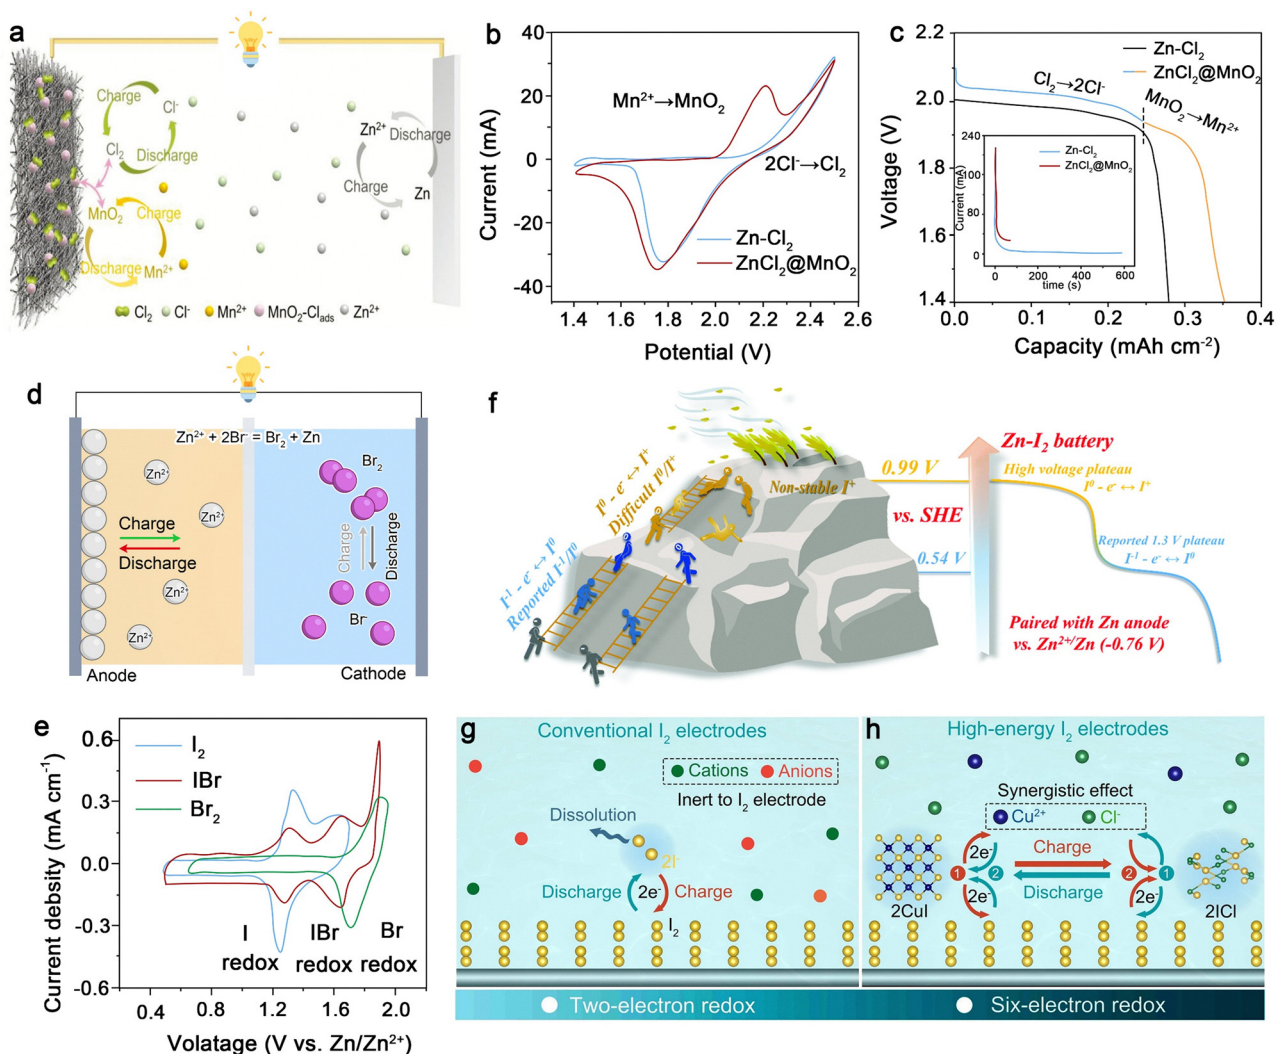 a
Charge
Cl⁻
Cl₂
Discharge
MnO₂
Charge
Discharge
Mn²⁺
Zn²⁺
Discharge
Charge
Zn
Cl₂
Cl⁻
Mn²⁺
MnO₂-Cl_ads
Zn²⁺
b
40
20
0
-20
-40
Current (mA)
Mn²⁺→MnO₂
2Cl⁻→Cl₂
Zn-Cl₂
ZnCl₂@MnO₂
1.4 1.6 1.8 2.0 2.2 2.4 2.6
Potential (V)
c
2.2
2.0
1.8
1.6
1.4
Voltage (V)
Zn-Cl₂
ZnCl₂@MnO₂
Cl₂→2Cl⁻
MnO₂→Mn²⁺
240
160
80
0
Current (mA)
Zn-Cl₂
ZnCl₂@MnO₂
0 200 400 600
time (s)
0.0 0.1 0.2 0.3 0.4
Capacity (mAh cm⁻²)
d
Zn²⁺ + 2Br⁻ = Br₂ + Zn
Zn²⁺
Zn²⁺
Zn²⁺
Zn²⁺
Charge
Discharge
Br₂
Charge
Discharge
Br⁻
Anode
Cathode
e
0.6
0.3
0.0
-0.3
-0.6
Current debsity (mA cm⁻¹)
I₂
IBr
Br₂
I
redox
IBr
redox
Br
redox
0.4 0.8 1.2 1.6 2.0
Volatage (V vs. Zn/Zn²⁺)
f
I⁰ - e⁻ ↔ I⁺
Difficult I⁰/I⁺
I⁻¹ - e⁻ ↔ I⁰
Reported I⁻¹/I⁰
Non-stable I⁺
0.99 V
vs. SHE
0.54 V
Zn-I₂ battery
High voltage plateau
I⁰ - e⁻ ↔ I⁺
Reported 1.3 V plateau
I⁻¹ - e⁻ ↔ I⁰
Paired with Zn anode
vs. Zn²⁺/Zn (-0.76 V)
g
Conventional I₂ electrodes
Cations
Anions
Inert to I₂ electrode
Dissolution
2I⁻
Discharge
2e⁻
Charge
I₂
h
High-energy I₂ electrodes
Synergistic effect
Cu²⁺
Cl⁻
2e⁻
Charge
1
2
2
1
Discharge
2e⁻
2e⁻
2CuI
2ICl
Two-electron redox
Six-electron redox